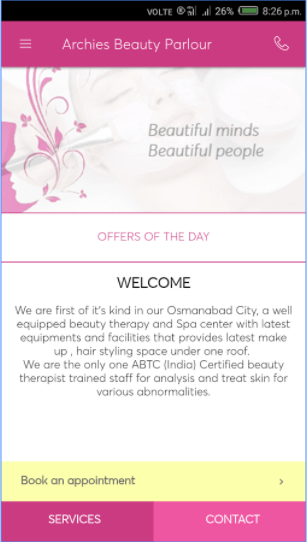 VOLTE 26% 8:26 p.m.
Archies Beauty Parlour
Beautiful minds
Beautiful people
OFFERS OF THE DAY
WELCOME
We are first of it's kind in our Osmanabad City, a well
equipped beauty therapy and Spa center with latest
equipments and facilities that provides latest make
up , hair styling space under one roof.
We are the only one ABTC (India) Certified beauty
therapist trained staff for analysis and treat skin for
various abnormalities.
Book an appointment
SERVICES CONTACT